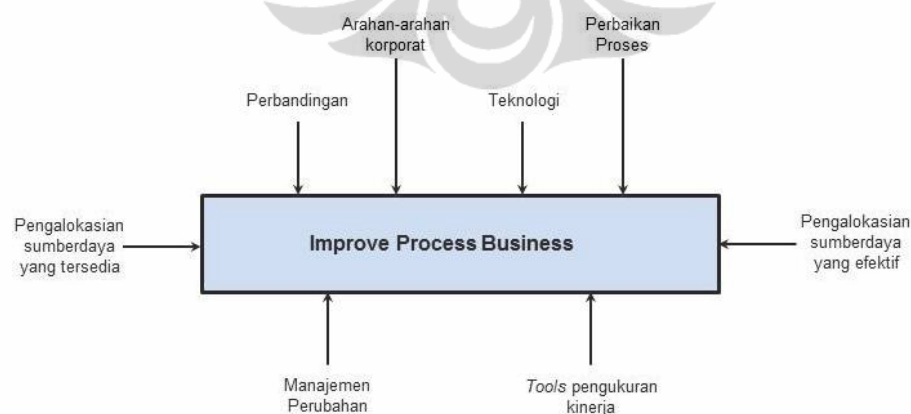 Arahan-arahan
korporat
Perbaikan
Proses
Perbandingan
Teknologi
Pengalokasian
sumberdaya
yang tersedia
Improve Process Business
Pengalokasian
sumberdaya
yang efektif
Manajemen
Perubahan
Tools pengukuran
kinerja